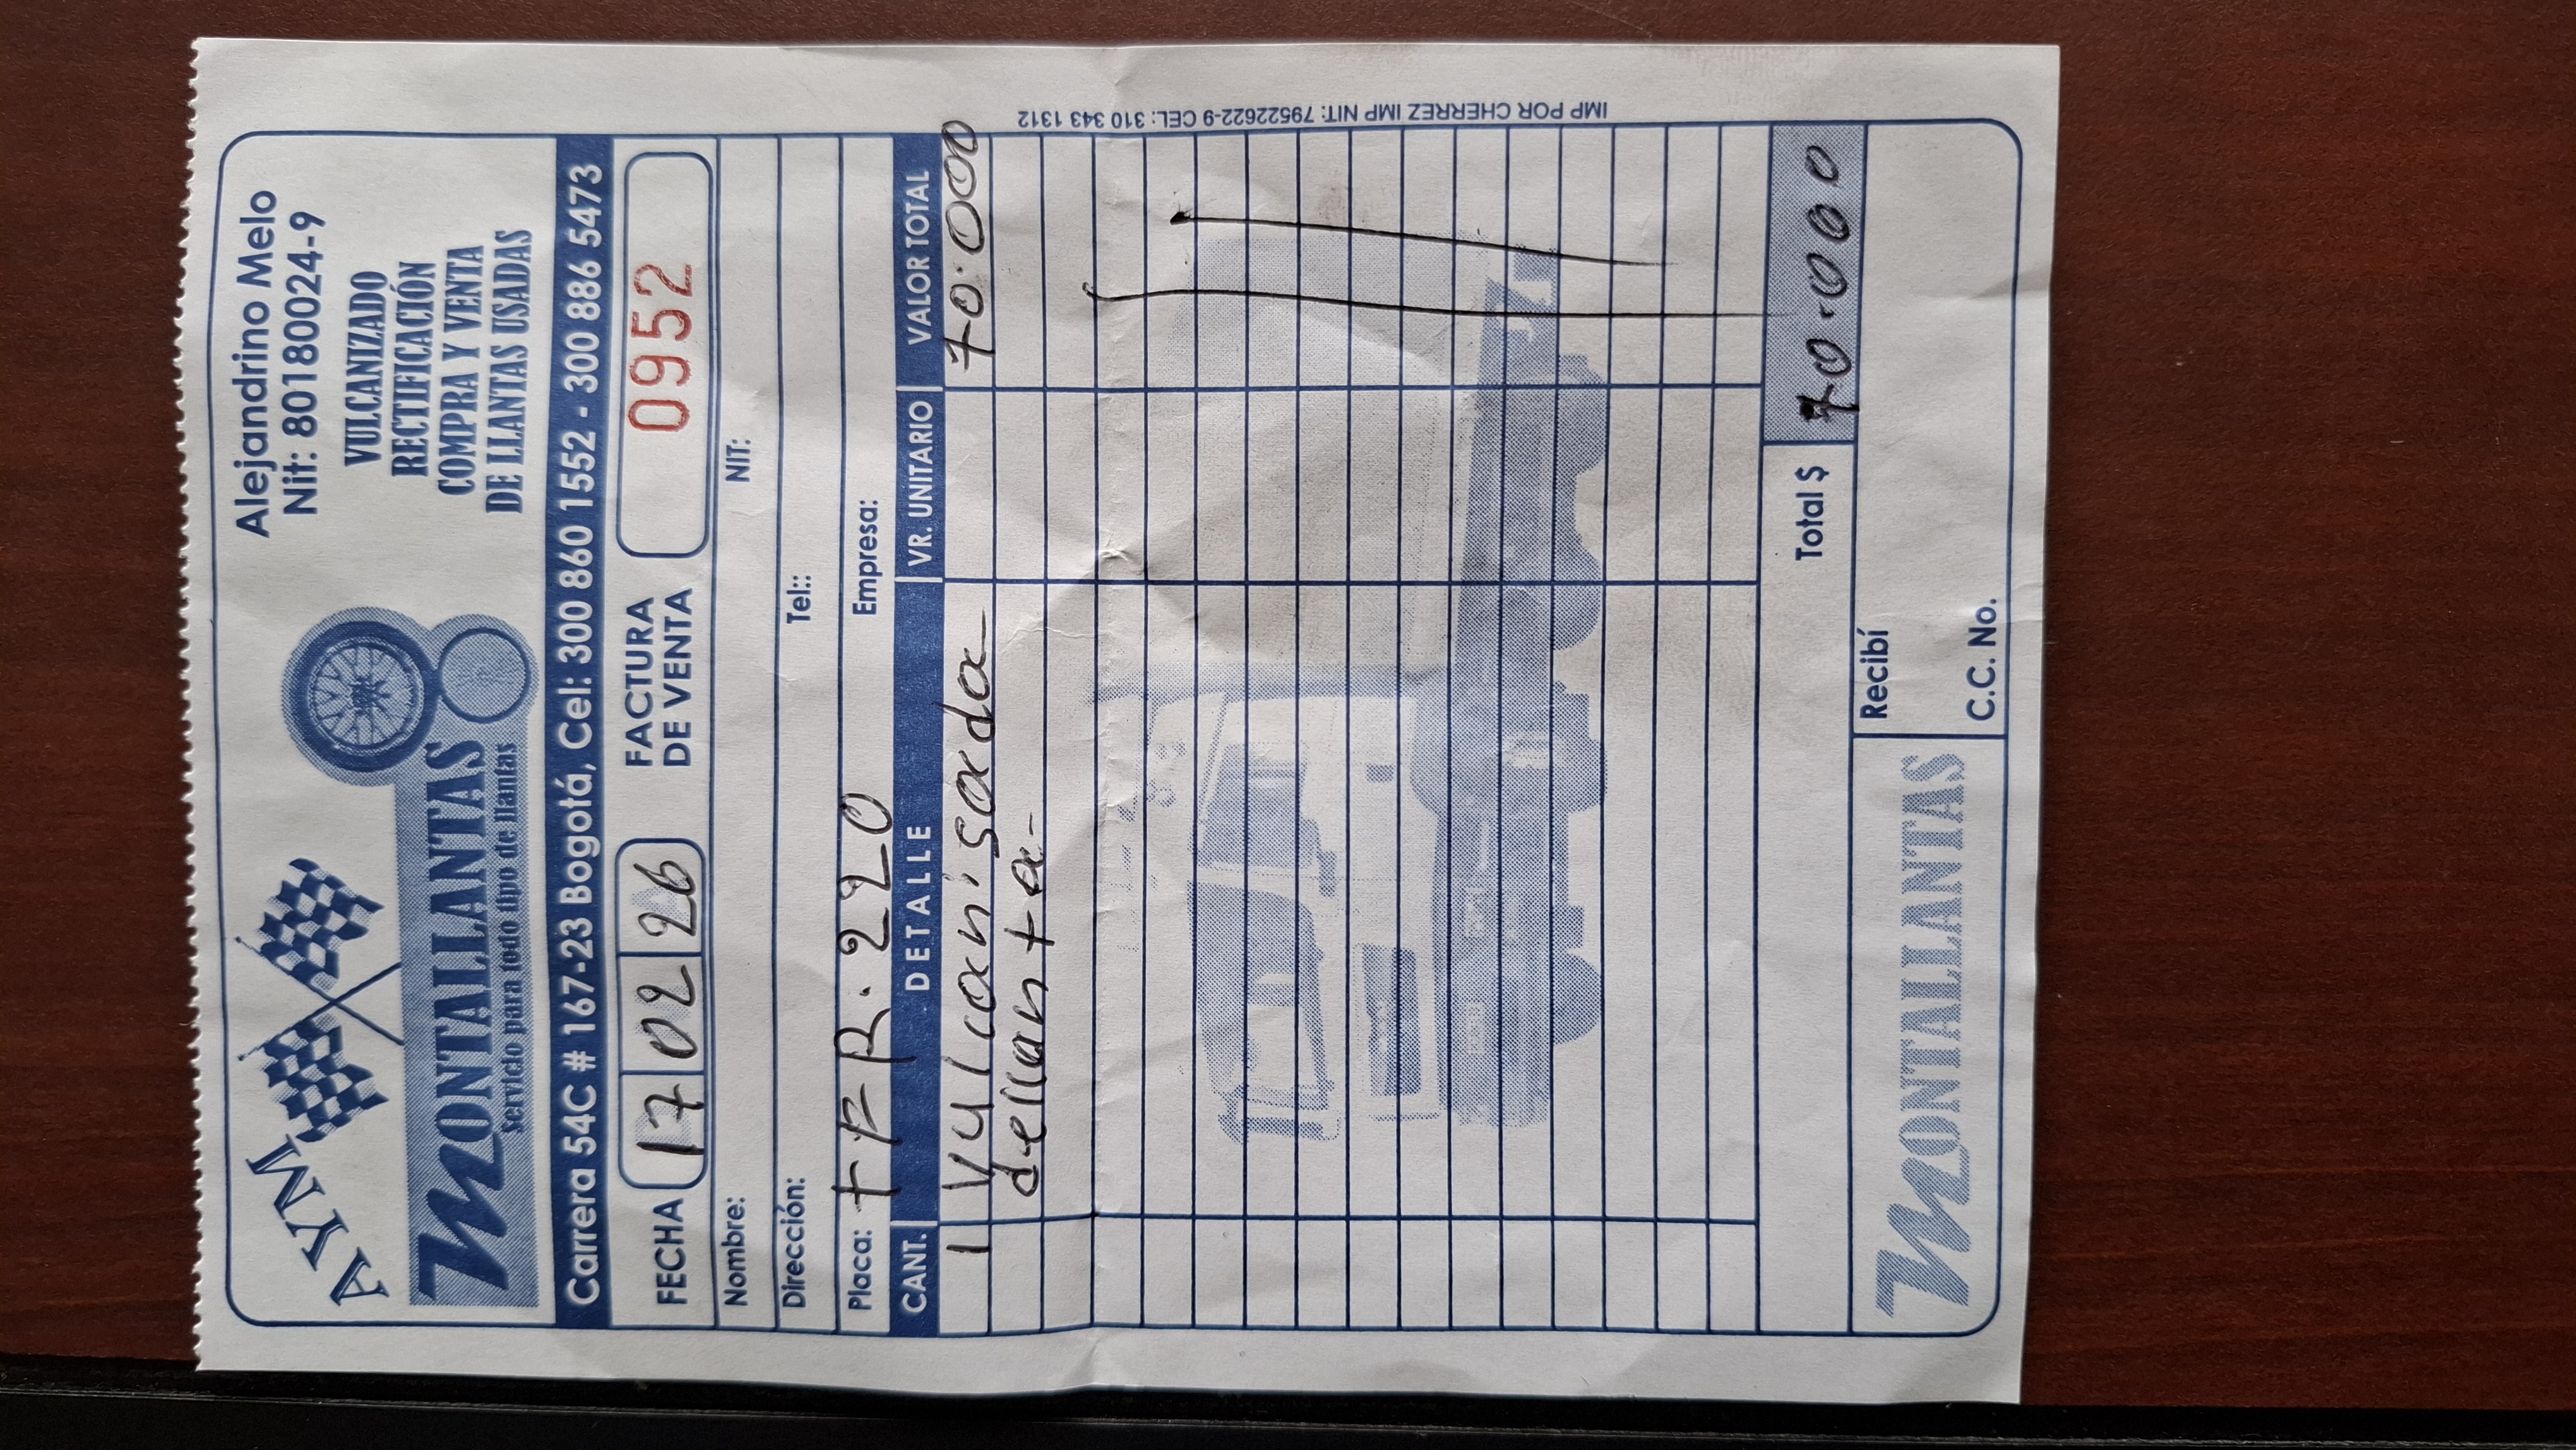 AYM
MONTALLANTAS
Servicio para todo tipo de llantas
Alejandrino Melo
Nit: 80180024-9
VULCANIZADO
RECTIFICACIÓN
COMPRA Y VENTA
DE LLANTAS USADAS
Carrera 54C # 167-23 Bogotá, Cel: 300 860 1552 - 300 886 5473
FECHA 17 02 26 FACTURA DE VENTA 0952
Nombre: NIT:
Dirección: Tel::
Placa: TFR.220 Empresa:
CANT. DETALLE VR. UNITARIO VALOR TOTAL
1 Vulcanisada 70.000
dellanta
Total $ 70.000
MONTALLANTAS
Recibí
C.C. No.
IMP POR CHERREZ IMP NIT: 79522622-9 CEL: 310 343 1312